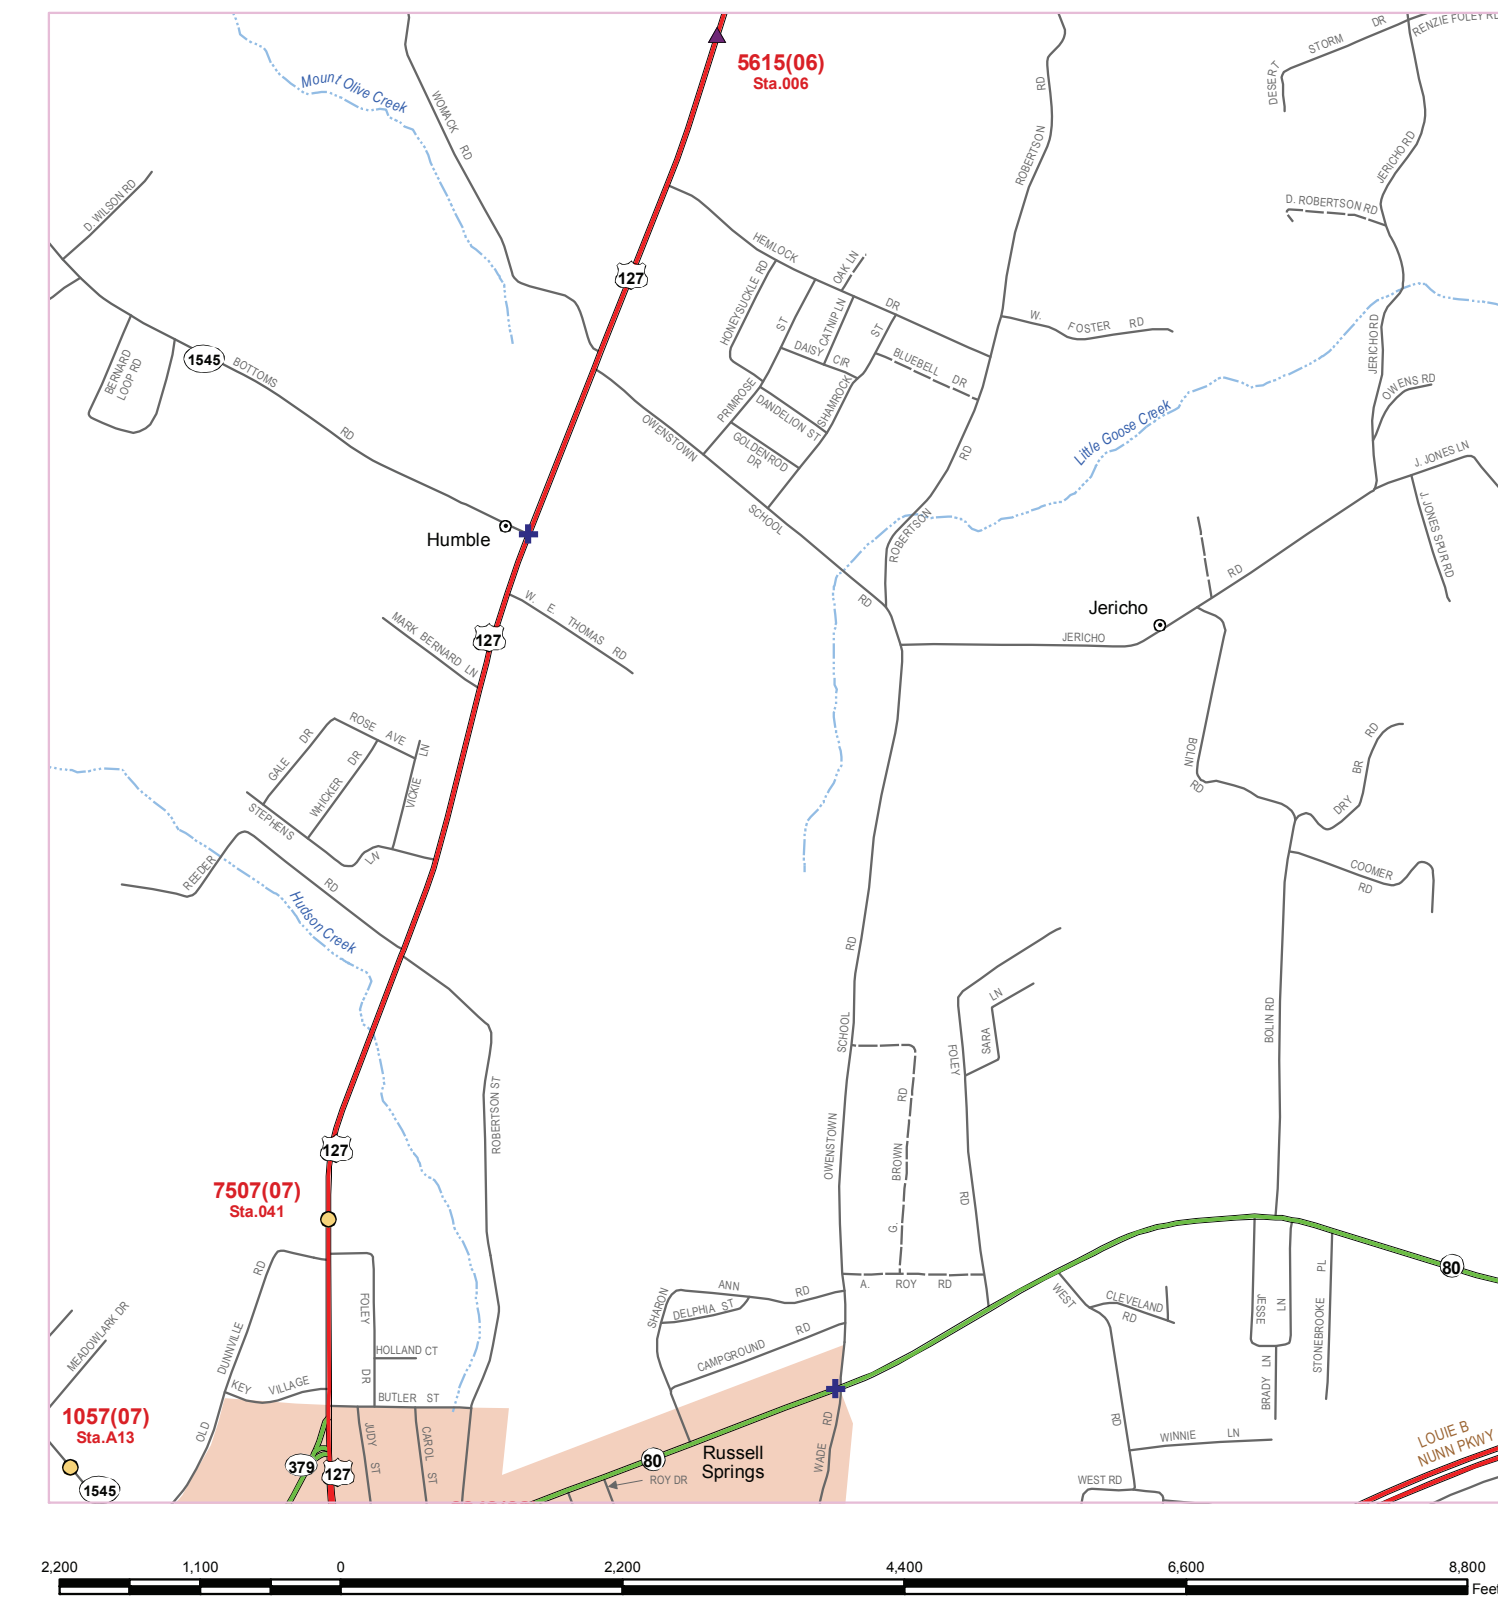 5615(06)
Sta.006
Mount Olive Creek
WOMACK RD
ROBERTSON RD
DESERT STORM DR
RENZIE FOLEY RD
JERICHO RD
D. ROBERTSON RD
D. WILSON RD
127
HEMLOCK DR
OAK LN
HONEYSUCKLE RD
CATNIP LN
PRIMROSE ST
DAISY CIR
SHAMROCK ST
BLUEBELL DR
DANDELION ST
GOLDENROD
DR
W. FOSTER RD
JERICHO RD
OWENS RD
Little Goose Creek
J. JONES LN
J. JONES SPUR RD
BERNARD
LOOP RD
1545
BOTTOMS RD
OWENSTOWN SCHOOL RD
ROBERTSON RD
Humble
Jericho
JERICHO RD
W. E. THOMAS RD
MARK BERNARD LN
127
ROSE AVE
GALE DR
WHICKER DR
VICKIE LN
STEPHENS LN
REEDER RD
Hudson Creek
BOLIN RD
DRY BR RD
COOMER
RD
BOLIN RD
SARA LN
FOLEY RD
OWENSTOWN SCHOOL RD
G. BROWN RD
ROBERTSON ST
127
7507(07)
Sta.041
A. ROY RD
80
SHARON
ANN RD
DELPHIA ST
CAMPGROUND RD
WEST RD
CLEVELAND
RD
JESSE LN
STONEBROOKE PL
BRADY LN
WINNIE LN
WEST RD
MEADOWLARK DR
OLD DUNNVILLE RD
FOLEY DR
HOLLAND CT
KEY VILLAGE
BUTLER ST
JUDY ST
CAROL ST
1057(07)
Sta.A13
1545
379
127
80
Russell
Springs
ROY DR
WADE RD
LOUIE B
NUNN PKWY
2,200 1,100 0 2,200 4,400 6,600 8,800
Feet